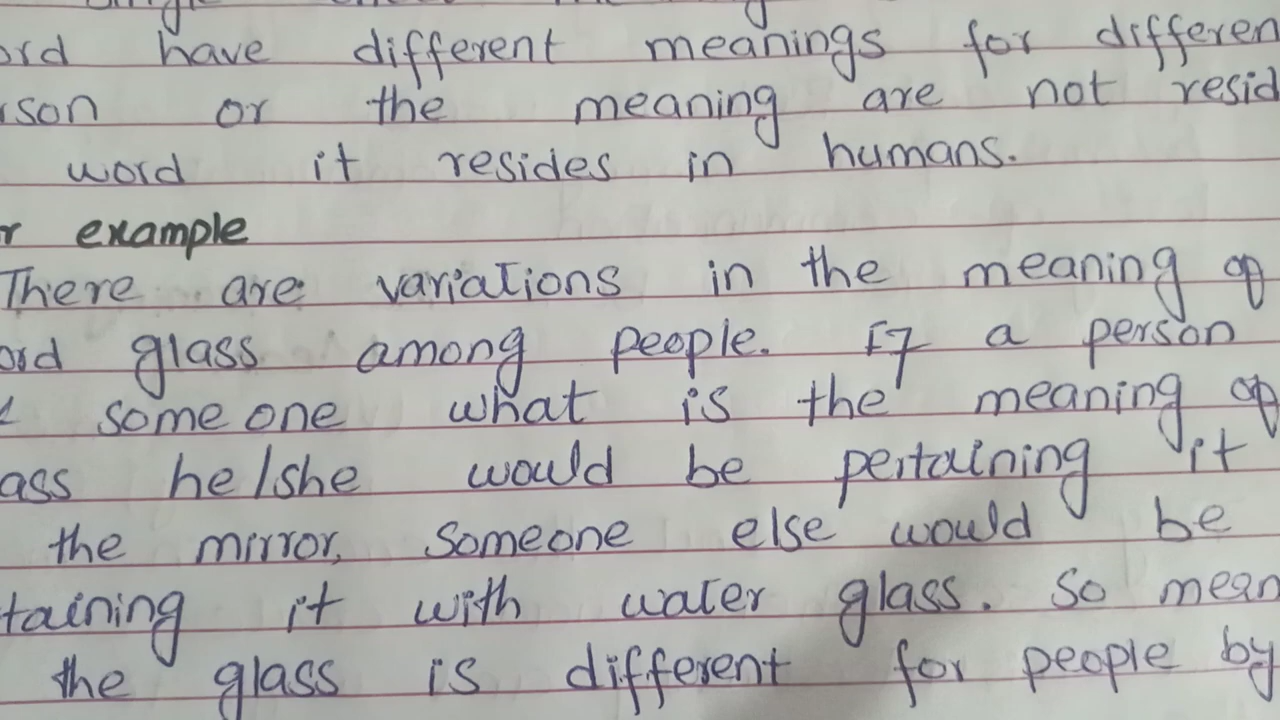 ord have different meanings for differen
rson or the meaning are not resid
word it resides in humans.
r example
There are variations in the meaning of
ord glass among people. If a person
someone what is the meaning of
ass he/she would be pertaining it
the mirror, someone else would be
taining it with water glass. So mean
the glass is different for people by